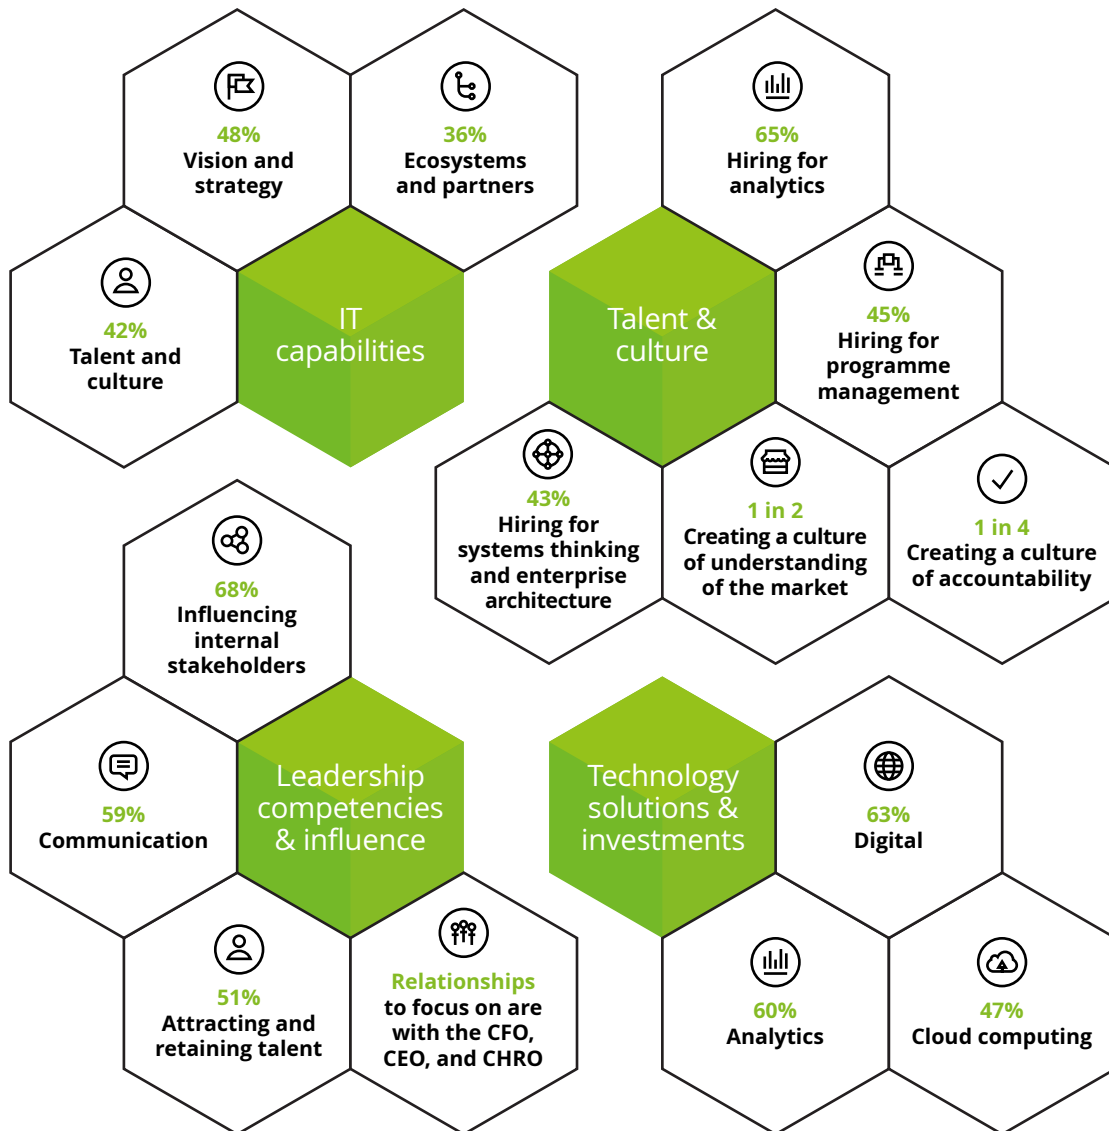 48%
Vision and
strategy
36%
Ecosystems
and partners
42%
Talent and
culture
IT
capabilities
65%
Hiring for
analytics
Talent &
culture
45%
Hiring for
programme
management
43%
Hiring for
systems thinking
and enterprise
architecture
1 in 2
Creating a culture
of understanding
of the market
1 in 4
Creating a culture
of accountability
68%
Influencing
internal
stakeholders
59%
Communication
Leadership
competencies
& influence
51%
Attracting and
retaining talent
Relationships
to focus on are
with the CFO,
CEO, and CHRO
Technology
solutions &
investments
63%
Digital
60%
Analytics
47%
Cloud computing